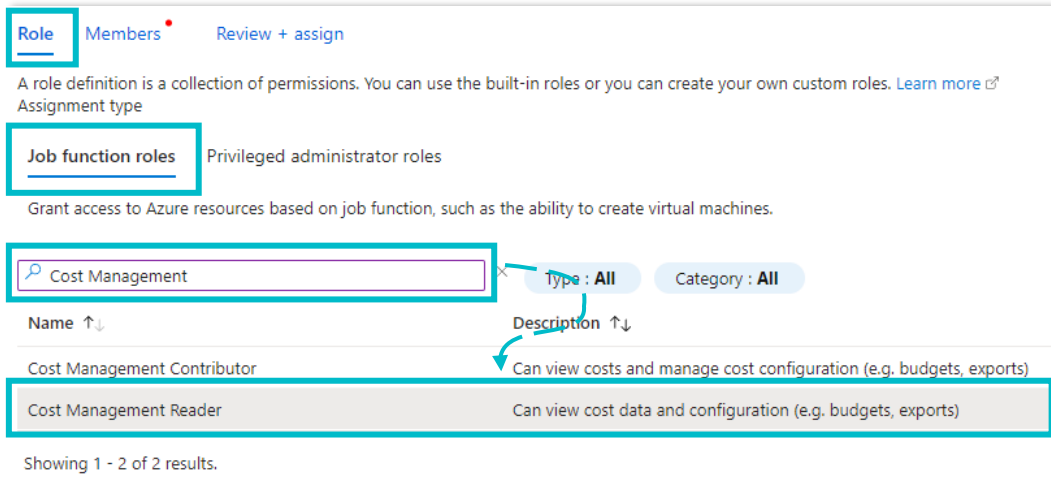 Role Members Review + assign
A role definition is a collection of permissions. You can use the built-in roles or you can create your own custom roles. Learn more
Assignment type
Job function roles Privileged administrator roles
Grant access to Azure resources based on job function, such as the ability to create virtual machines.
Cost Management Type : All Category : All
Name ↑↓ Description ↑↓
Cost Management Contributor Can view costs and manage cost configuration (e.g. budgets, exports)
Cost Management Reader Can view cost data and configuration (e.g. budgets, exports)
Showing 1 - 2 of 2 results.